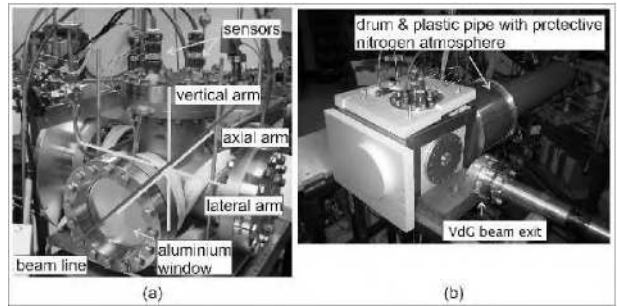 sensors
vertical arm
axial arm
lateral arm
aluminium
window
beam line
(a)
drum & plastic pipe with protective
nitrogen atmosphere
VdG beam exit
(b)